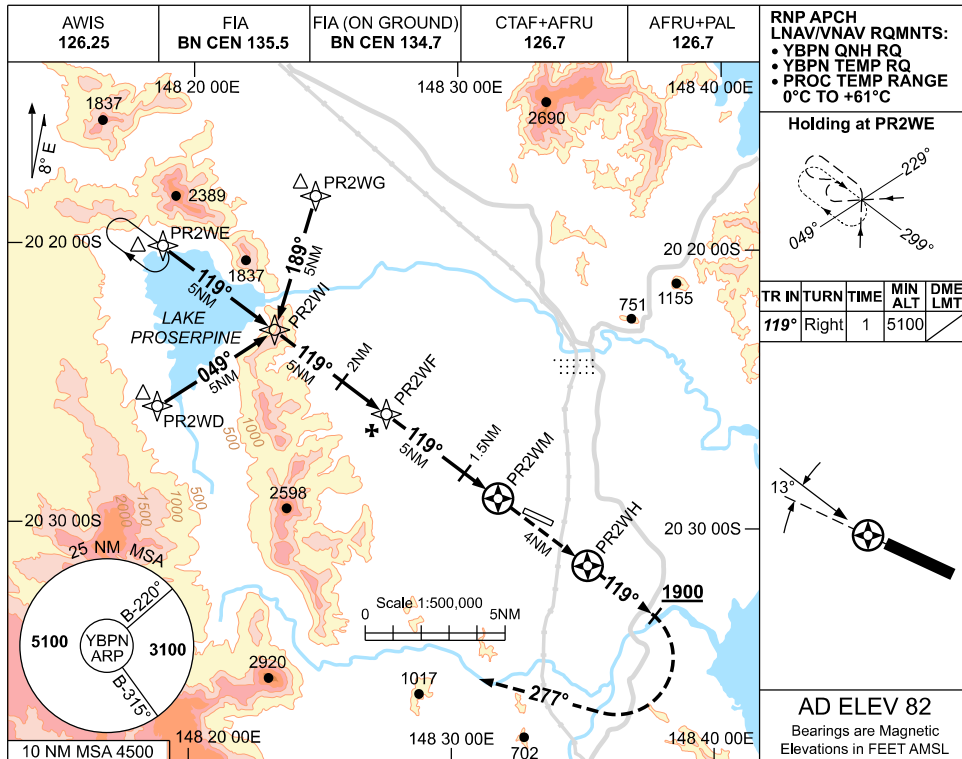 AWIS
126.25
FIA
BN CEN 135.5
FIA (ON GROUND)
BN CEN 134.7
CTAF+AFRU
126.7
AFRU+PAL
126.7
RNP APCH
LNAV/VNAV RQMNTS:
• YBPN QNH RQ
• YBPN TEMP RQ
• PROC TEMP RANGE
0°C TO +61°C
148 20 00E
148 30 00E
148 40 00E
1837
2690
8° E
Holding at PR2WE
229°
049°
299°
2389
PR2WG
PR2WE
20 20 00S
20 20 00S
1837
189°
5NM
119°
5NM
PR2WI
LAKE
PROSERPINE
1155
751
TR IN
TURN
TIME
MIN
ALT
DME
LMT
119°
Right
1
5100
049°
5NM
119°
5NM
2NM
PR2WF
PR2WD
500
1000
119°
5NM
1.5NM
PR2WM
13°
2000
1500
1000
500
2598
20 30 00S
20 30 00S
4NM
PR2WH
119°
1900
25 NM MSA
B-220°
5100
YBPN
ARP
3100
B-315°
Scale 1:500,000
0
5NM
2920
1017
277°
702
10 NM MSA 4500
148 20 00E
148 30 00E
148 40 00E
AD ELEV 82
Bearings are Magnetic
Elevations in FEET AMSL